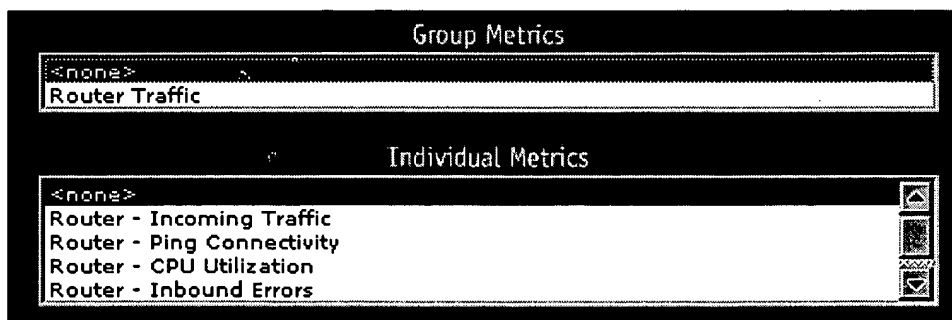 Group Metrics
<none>
Router Traffic
Individual Metrics
<none>
Router - Incoming Traffic
Router - Ping Connectivity
Router - CPU Utilization
Router - Inbound Errors